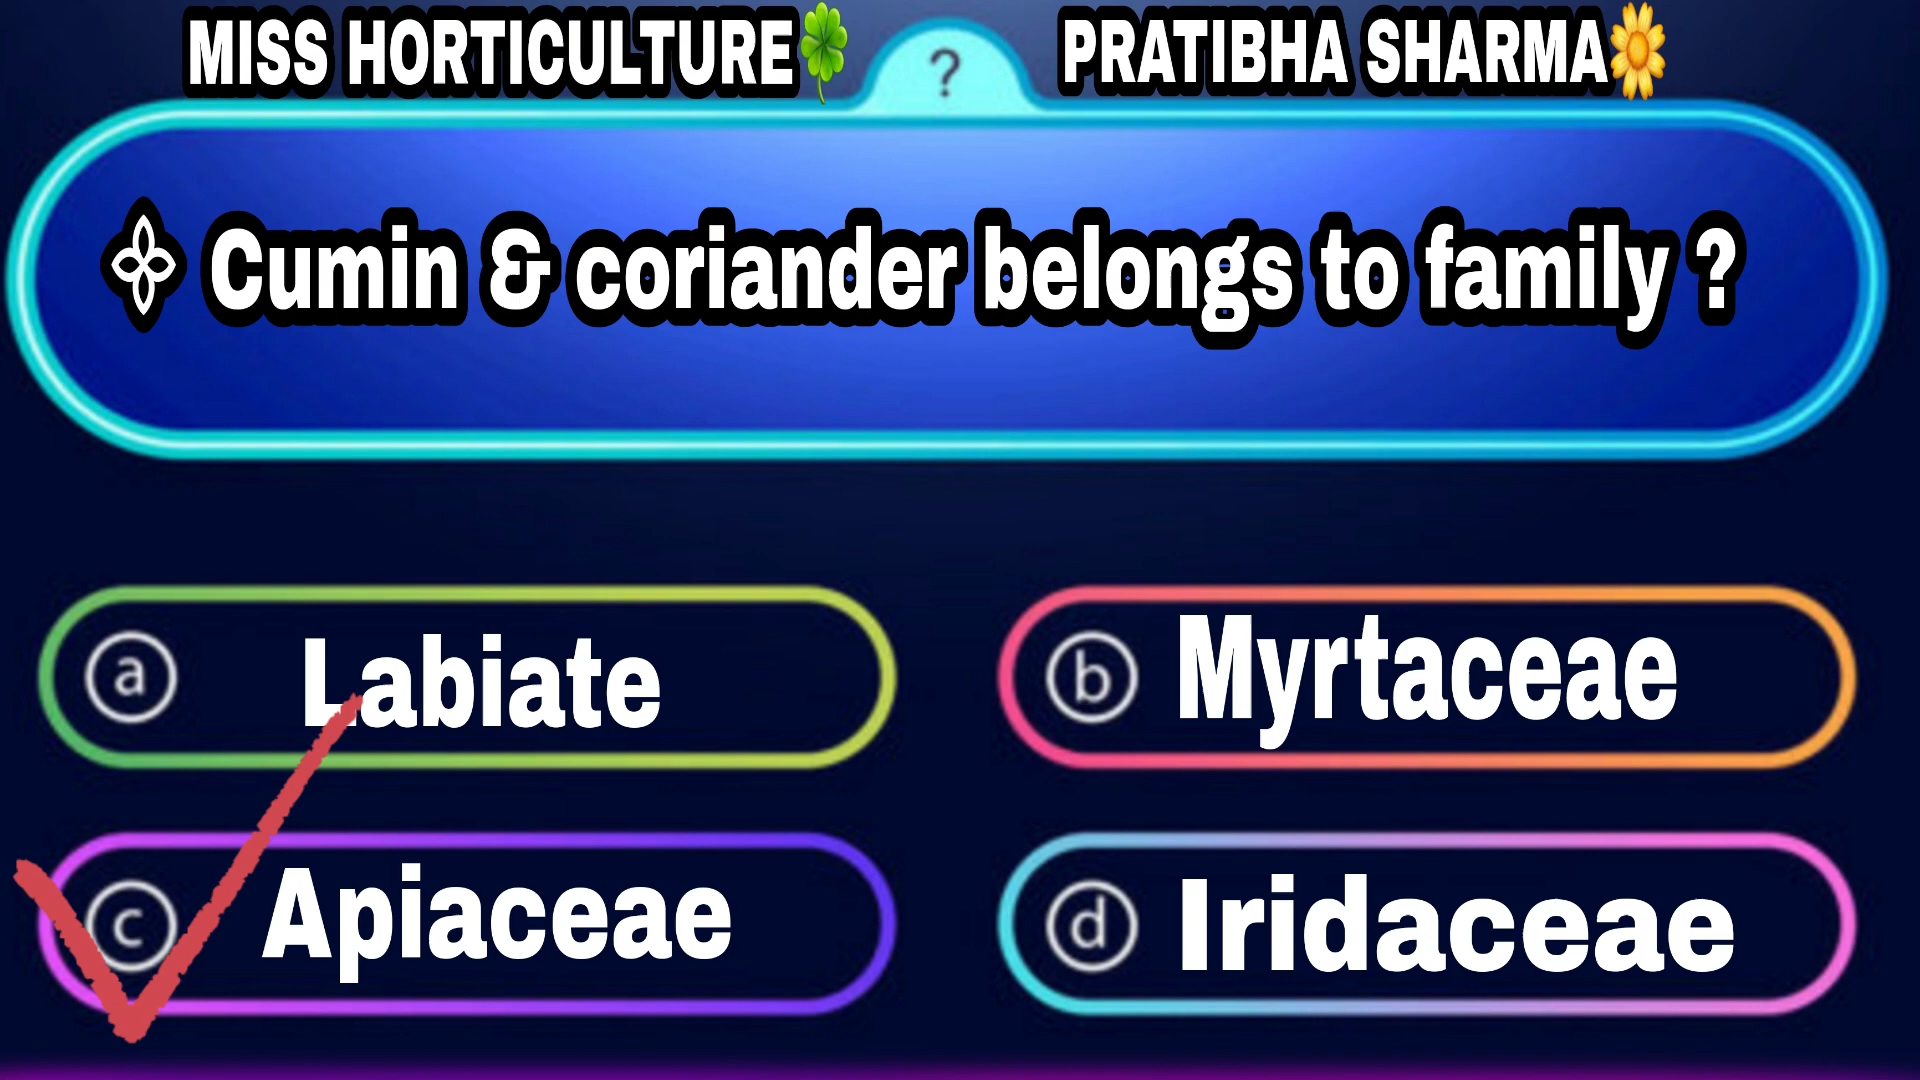 MISS HORTICULTURE🍀 ? PRATIBHA SHARMA🌼
Cumin & coriander belongs to family ?
a Labiate
b Myrtaceae
c Apiaceae
d Iridaceae